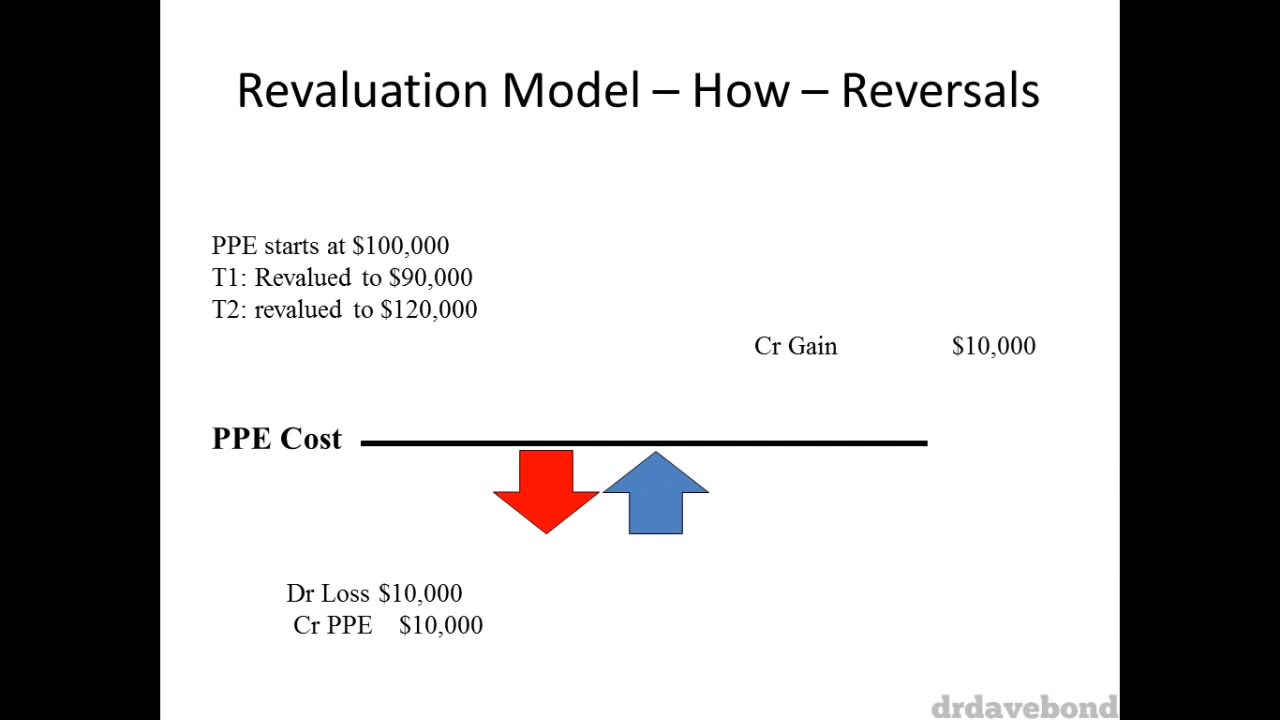 Revaluation Model – How – Reversals
PPE starts at $100,000
T1: Revalued to $90,000
T2: revalued to $120,000
Cr Gain $10,000
PPE Cost
Dr Loss $10,000
Cr PPE $10,000
drdavebond